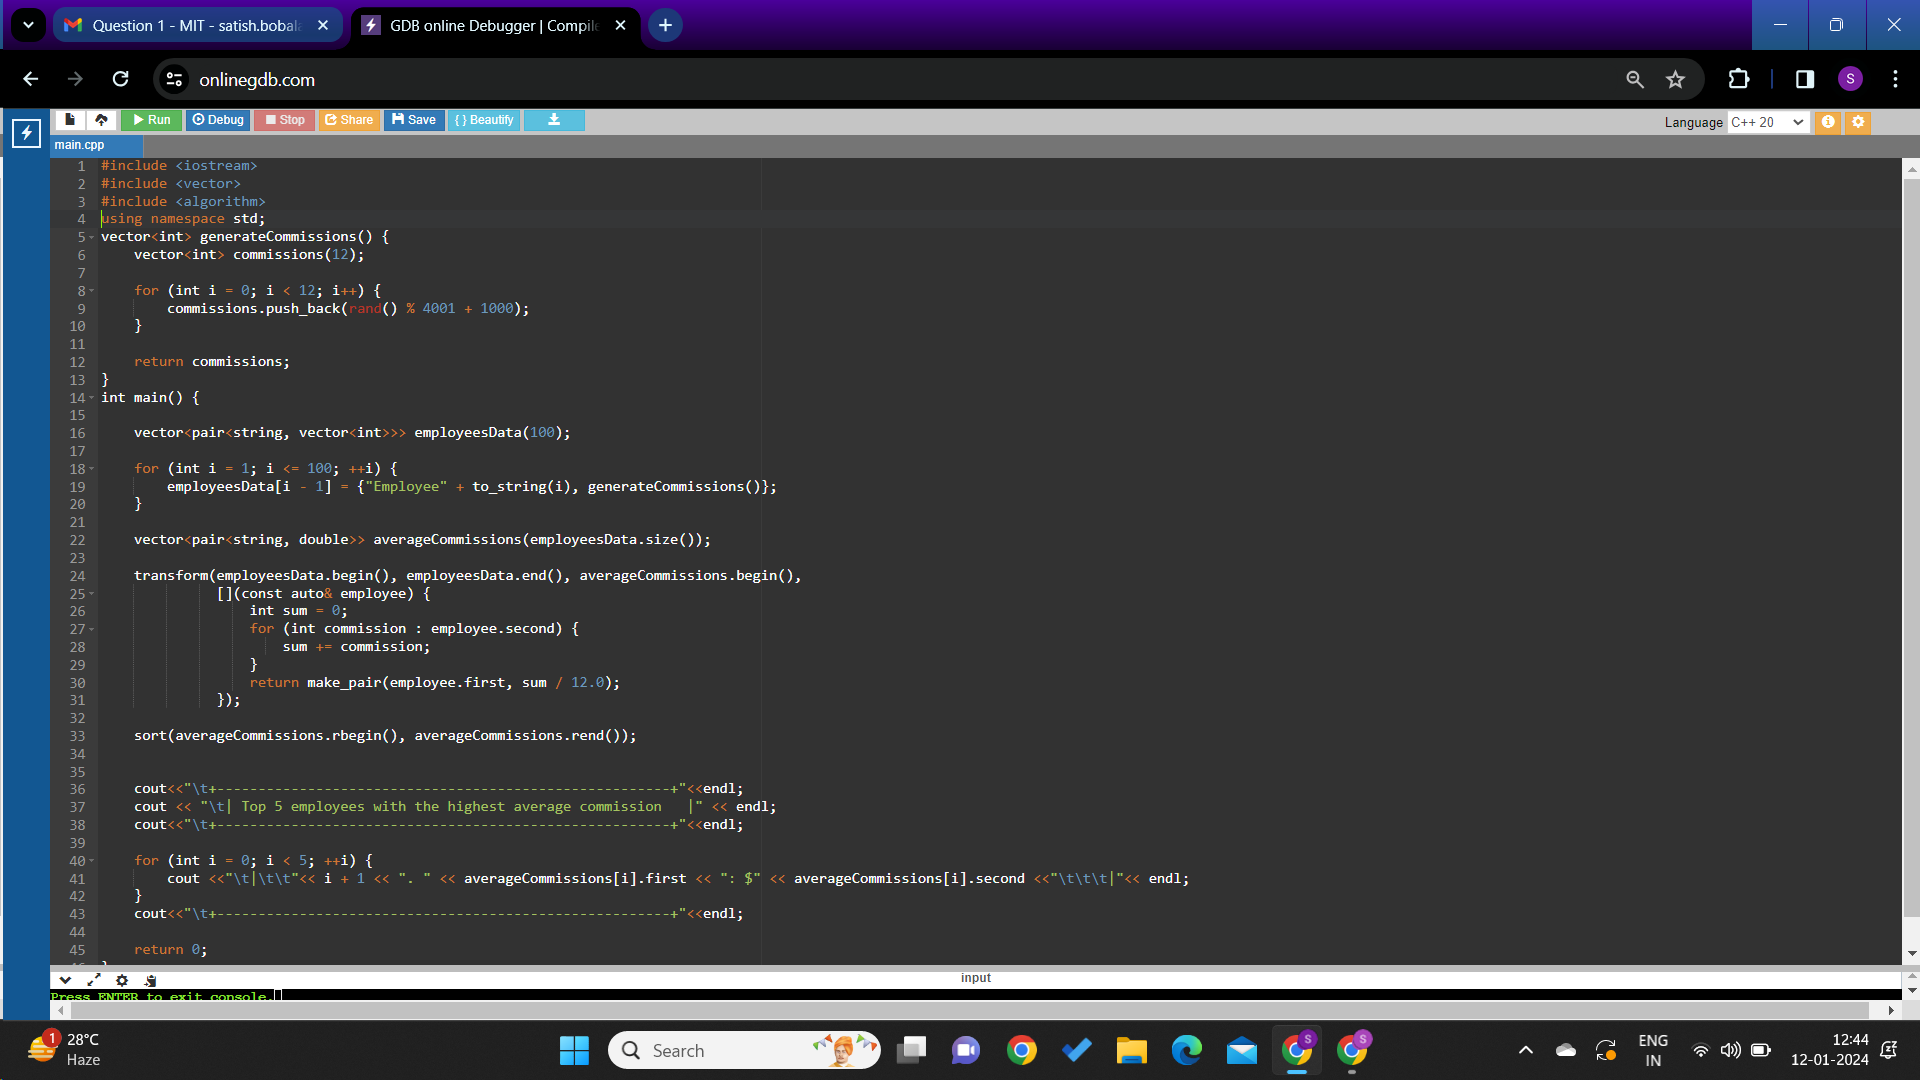 Question 1 - MIT - satish.bobala
GDB online Debugger | Compile
onlinegdb.com
S
Run Debug Stop Share Save { } Beautify
Language C++ 20
main.cpp
1 #include <iostream>
2 #include <vector>
3 #include <algorithm>
4 using namespace std;
5 vector<int> generateCommissions() {
6 vector<int> commissions(12);
7
8 for (int i = 0; i < 12; i++) {
9 commissions.push_back(rand() % 4001 + 1000);
10 }
11
12 return commissions;
13 }
14 int main() {
15
16 vector<pair<string, vector<int>>> employeesData(100);
17
18 for (int i = 1; i <= 100; ++i) {
19 employeesData[i - 1] = {"Employee" + to_string(i), generateCommissions()};
20 }
21
22 vector<pair<string, double>> averageCommissions(employeesData.size());
23
24 transform(employeesData.begin(), employeesData.end(), averageCommissions.begin(),
25 [](const auto& employee) {
26 int sum = 0;
27 for (int commission : employee.second) {
28 sum += commission;
29 }
30 return make_pair(employee.first, sum / 12.0);
31 });
32
33 sort(averageCommissions.rbegin(), averageCommissions.rend());
34
35
36 cout<<"\t+-------------------------------------------------------+"<<endl;
37 cout << "\t| Top 5 employees with the highest average commission   |" << endl;
38 cout<<"\t+-------------------------------------------------------+"<<endl;
39
40 for (int i = 0; i < 5; ++i) {
41 cout <<"\t|\t\t"<< i + 1 << ". " << averageCommissions[i].first << ": $" << averageCommissions[i].second <<"\t\t\t|"<< endl;
42 }
43 cout<<"\t+-------------------------------------------------------+"<<endl;
44
45 return 0;
input
Press ENTER to exit console.
1
28°C
Haze
Search
S
S
ENG
IN
12:44
12-01-2024